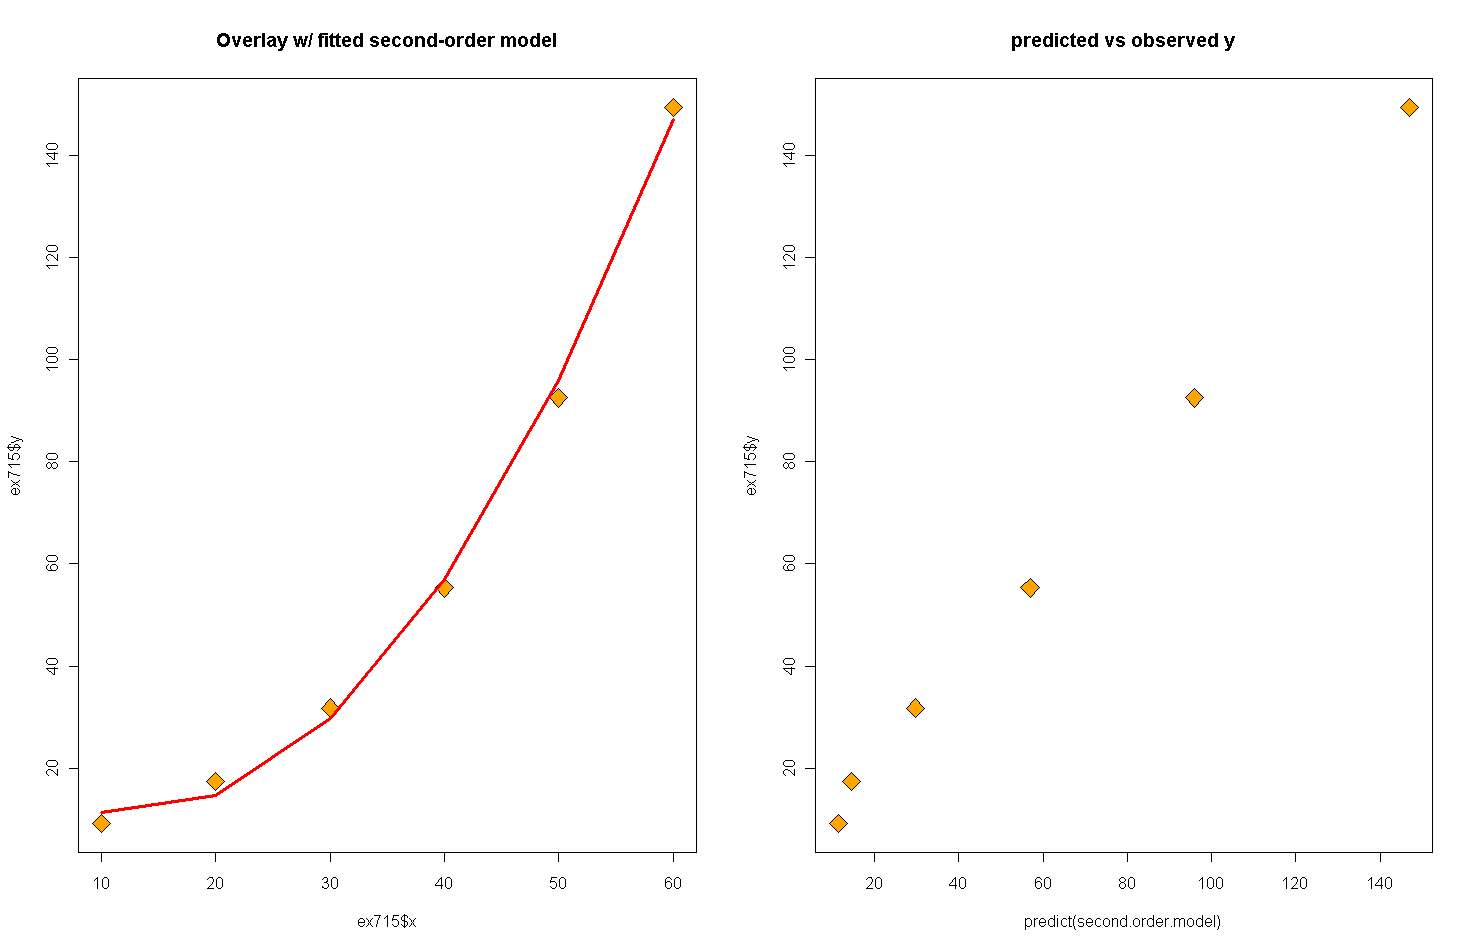 Overlay w/ fitted second-order model
ex715$y
140
120
100
80
60
40
20
10 20 30 40 50 60
ex715$x
predicted vs observed y
ex715$y
140
120
100
80
60
40
20
20 40 60 80 100 120 140
predict(second.order.model)